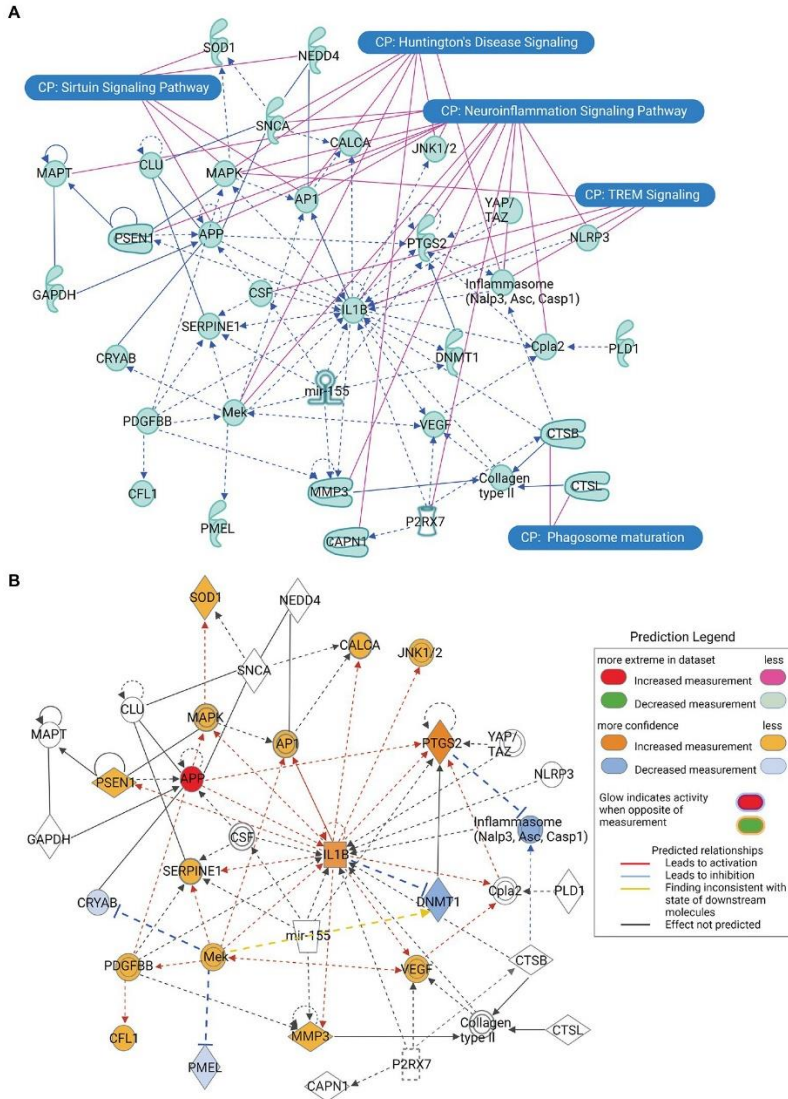 A
SOD1
NEDD4
CP: Huntington's Disease Signaling
CP: Sirtuin Signaling Pathway
CP: Neuroinflammation Signaling Pathway
SNCA
CALCA
JNK1/2
MAPT
CLU
MAPK
AP1
CP: TREM Signaling
YAP/
TAZ
PSEN1
APP
PTGS2
NLRP3
GAPDH
CSF
IL1B
Inflammasome
(Nalp3, Asc, Casp1)
SERPINE1
CRYAB
DNMT1
Cpla2
PLD1
mir-155
PDGFBB
Mek
VEGF
CTSB
CFL1
MMP3
Collagen
type II
CTSL
PMEL
CAPN1
P2RX7
CP: Phagosome maturation
B
SOD1
NEDD4
CALCA
JNK1/2
SNCA
CLU
MAPT
MAPK
AP1
PTGS2
YAP/
TAZ
PSEN1
APP
NLRP3
GAPDH
CSF
IL1B
Inflammasome
(Nalp3, Asc, Casp1)
SERPINE1
CRYAB
DNMT1
Cpla2
PLD1
mir-155
PDGFBB
Mek
VEGF
CTSB
CFL1
MMP3
Collagen
type II
CTSL
PMEL
CAPN1
P2RX7
Prediction Legend
more extreme in dataset less
Increased measurement
Decreased measurement
more confidence less
Increased measurement
Decreased measurement
Glow indicates activity
when opposite of
measurement
Predicted relationships
Leads to activation
Leads to inhibition
Finding inconsistent with
state of downstream
molecules
Effect not predicted